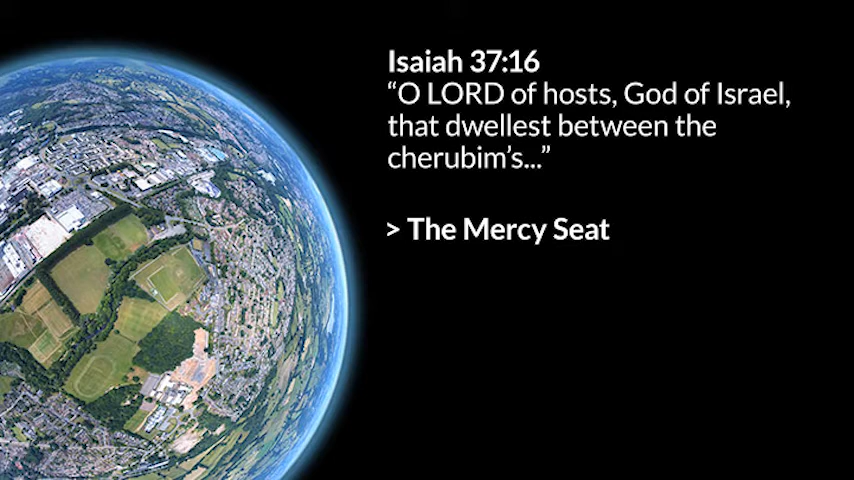 Isaiah 37:16
“O LORD of hosts, God of Israel,
that dwellest between the
cherubim’s...”
> The Mercy Seat